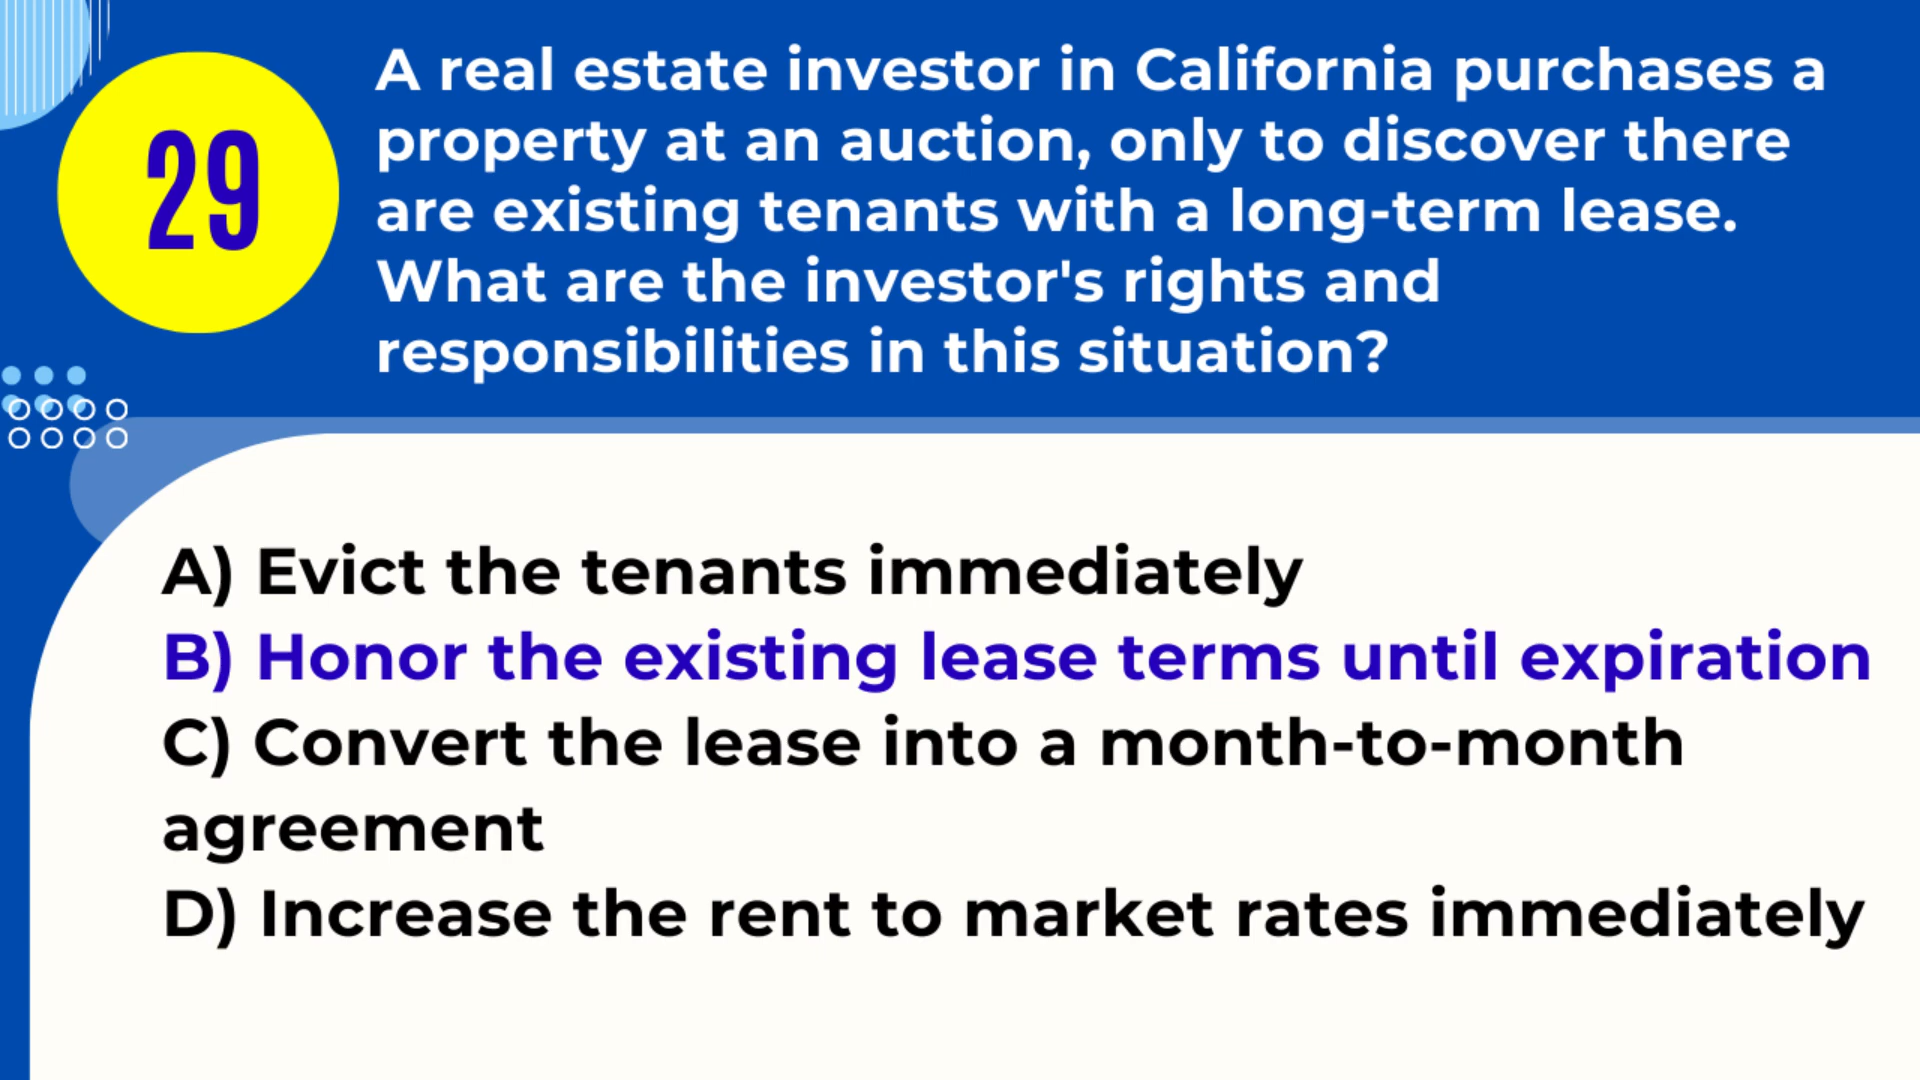 29
A real estate investor in California purchases a
property at an auction, only to discover there
are existing tenants with a long-term lease.
What are the investor's rights and
responsibilities in this situation?
A) Evict the tenants immediately
B) Honor the existing lease terms until expiration
C) Convert the lease into a month-to-month
agreement
D) Increase the rent to market rates immediately